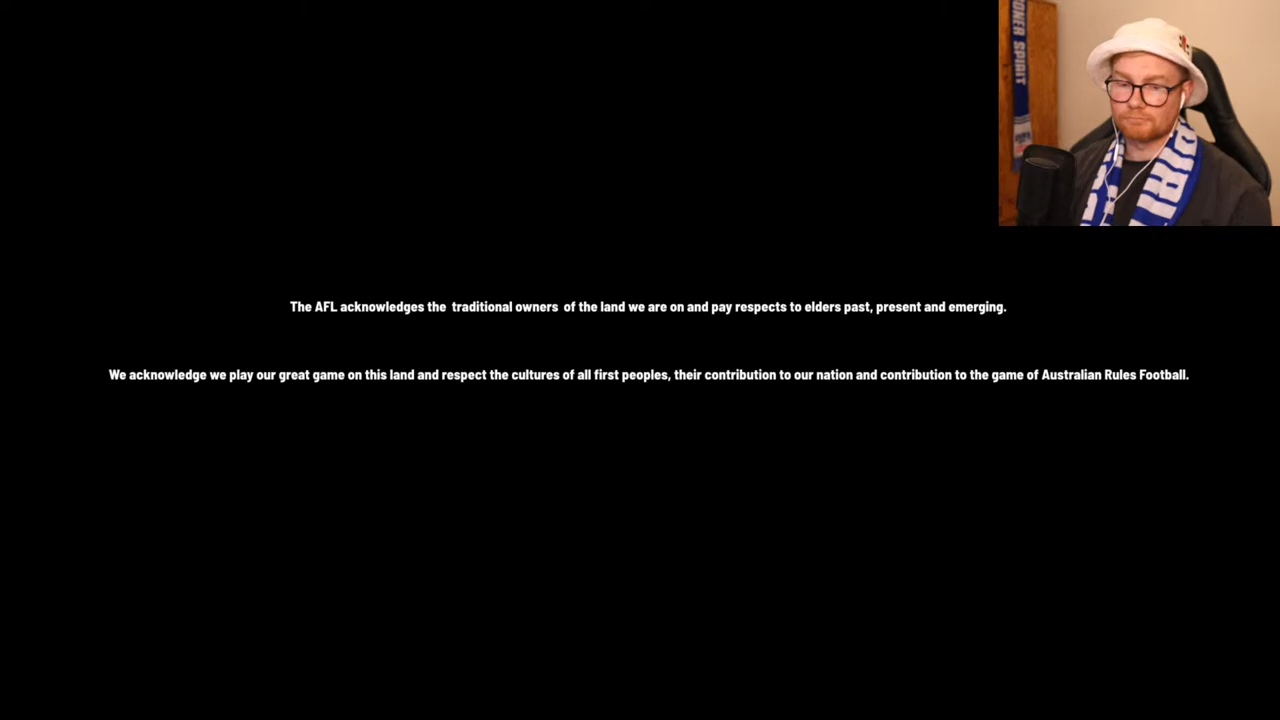 ONER SPIRIT
The AFL acknowledges the traditional owners of the land we are on and pay respects to elders past, present and emerging.
We acknowledge we play our great game on this land and respect the cultures of all first peoples, their contribution to our nation and contribution to the game of Australian Rules Football.